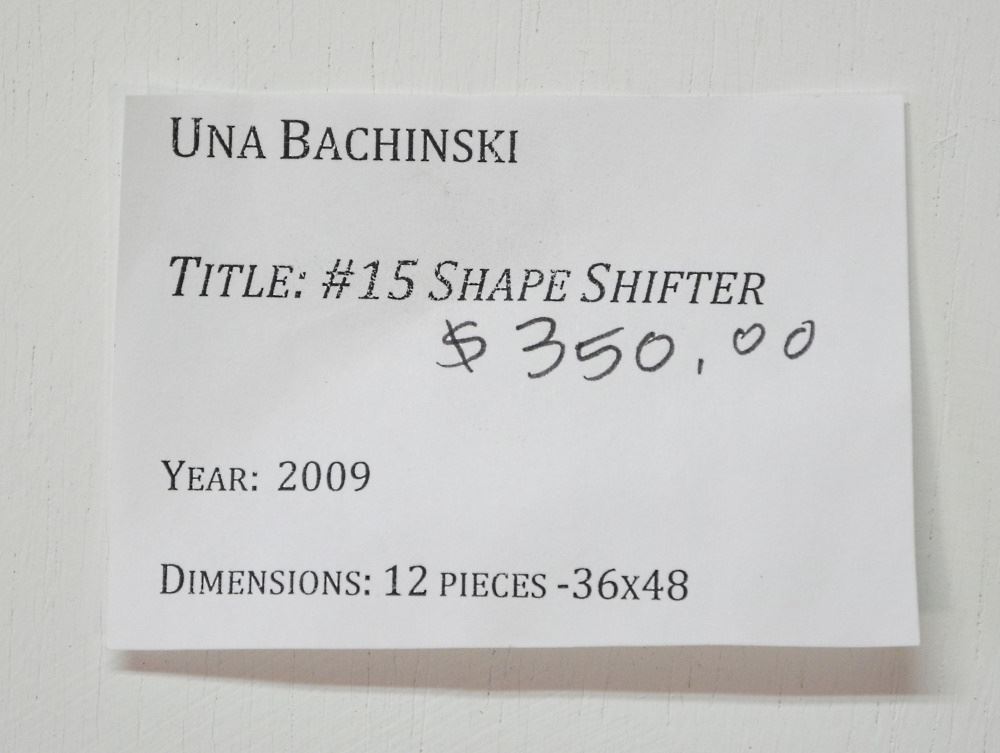 UNA BACHINSKI
TITLE: #15 SHAPE SHIFTER
$ 350.00
YEAR: 2009
DIMENSIONS: 12 PIECES -36X48